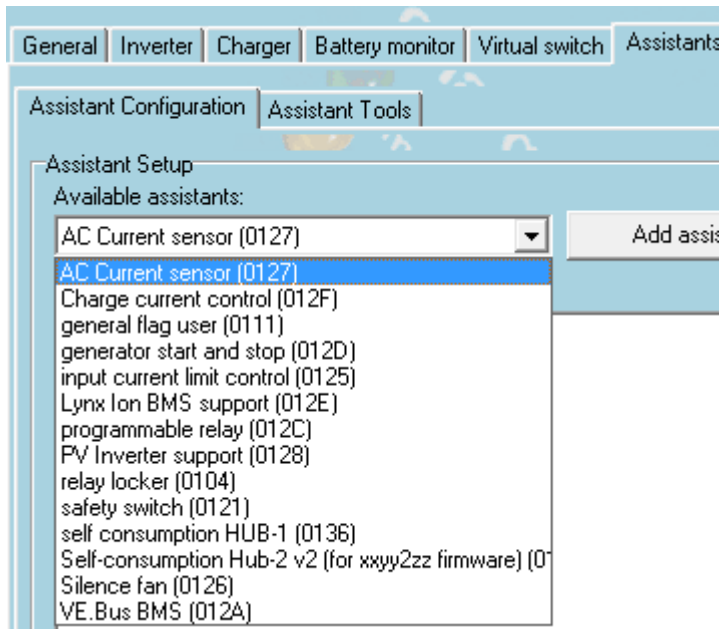 General Inverter Charger Battery monitor Virtual switch Assistants
Assistant Configuration Assistant Tools
Assistant Setup
Available assistants:
AC Current sensor (0127) Add assis
AC Current sensor (0127)
Charge current control (012F)
general flag user (0111)
generator start and stop (012D)
input current limit control (0125)
Lynx Ion BMS support (012E)
programmable relay (012C)
PV Inverter support (0128)
relay locker (0104)
safety switch (0121)
self consumption HUB-1 (0136)
Self-consumption Hub-2 v2 (for xxyy2zz firmware) (0
Silence fan (0126)
VE.Bus BMS (012A)